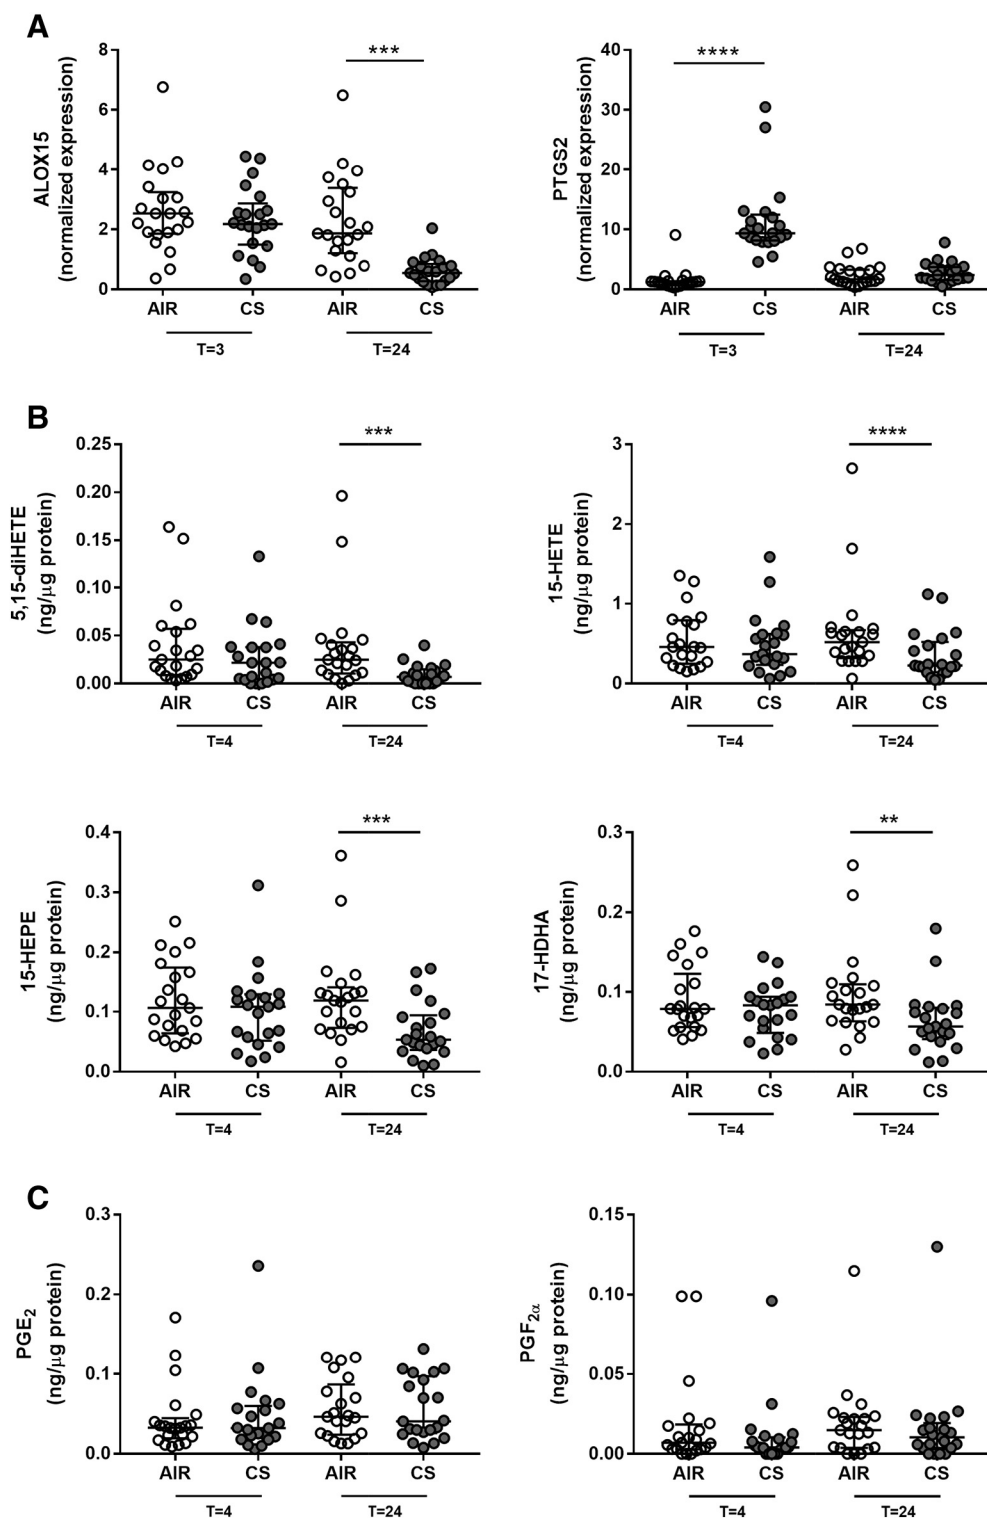 A
ALOX15
(normalized expression)
8
6
4
2
0
***
AIR
CS
AIR
CS
T=3
T=24
PTGS2
(normalized expression)
40
30
20
10
0
****
AIR
CS
AIR
CS
T=3
T=24
B
5,15-diHETE
(ng/μg protein)
0.25
0.20
0.15
0.10
0.05
0.00
***
AIR
CS
AIR
CS
T=4
T=24
15-HETE
(ng/μg protein)
3
2
1
0
****
AIR
CS
AIR
CS
T=4
T=24
15-HEPE
(ng/μg protein)
0.4
0.3
0.2
0.1
0.0
***
AIR
CS
AIR
CS
T=4
T=24
17-HDHA
(ng/μg protein)
0.3
0.2
0.1
0.0
**
AIR
CS
AIR
CS
T=4
T=24
C
PGE2
(ng/μg protein)
0.3
0.2
0.1
0.0
AIR
CS
AIR
CS
T=4
T=24
PGF2α
(ng/μg protein)
0.15
0.10
0.05
0.00
AIR
CS
AIR
CS
T=4
T=24